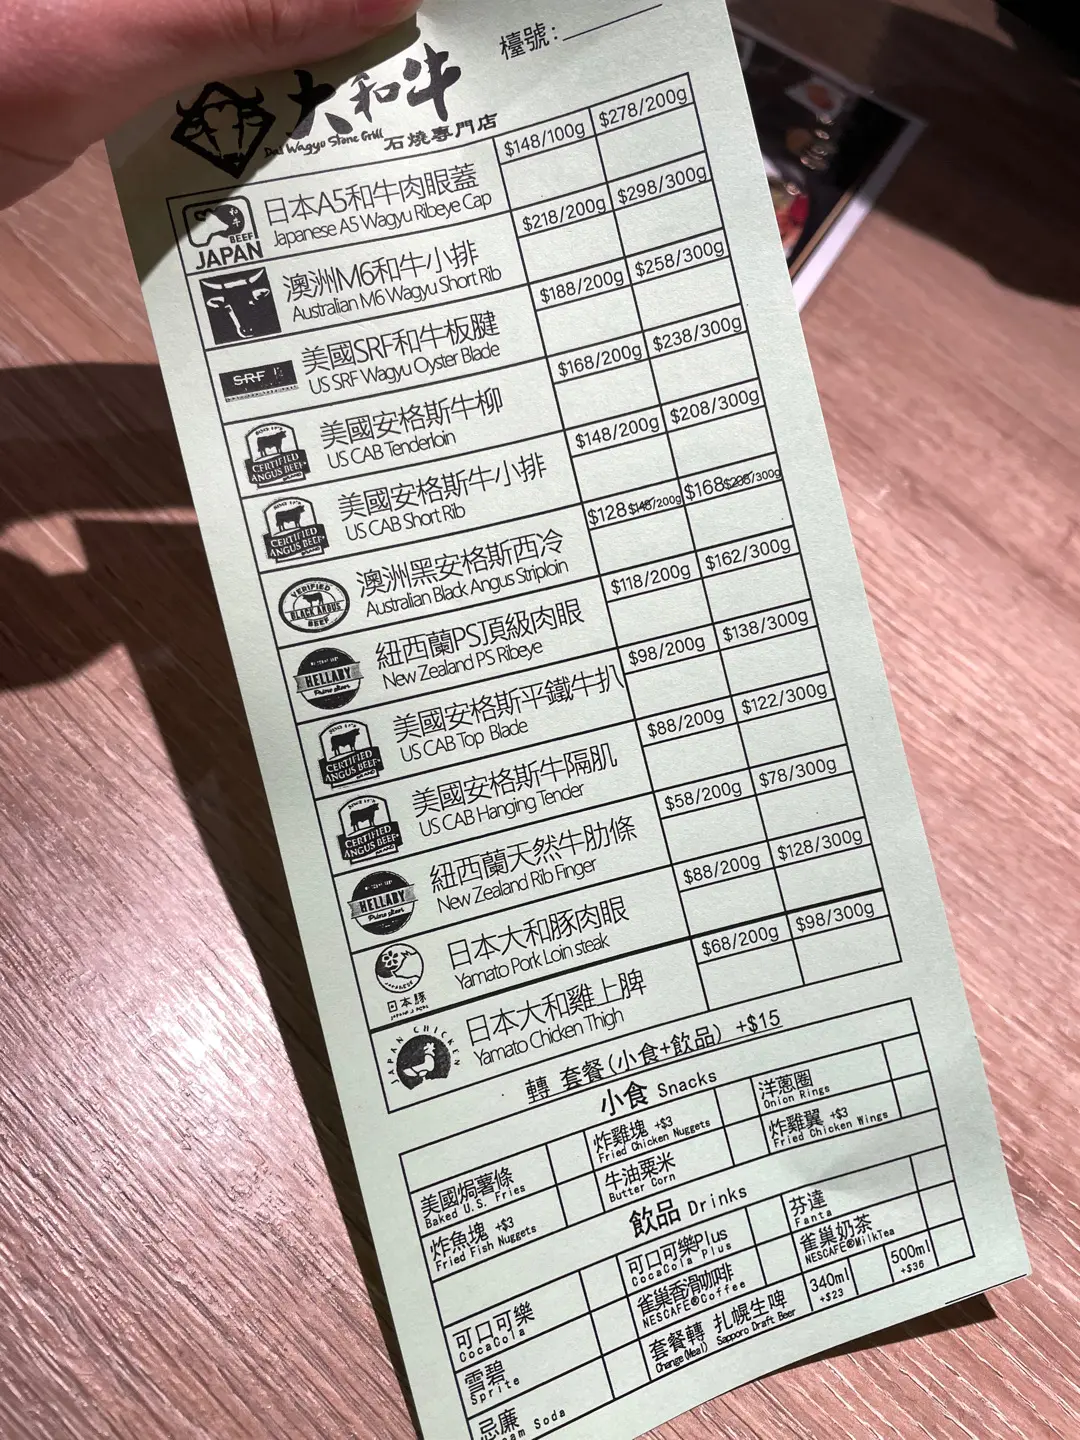 檯號:
大和牛
Dai Wagyu Stone Grill 石燒專門店
$148/100g $278/200g
和牛 BEEF JAPAN
日本A5和牛肉眼蓋
Japanese A5 Wagyu Ribeye Cap
$218/200g $298/300g
澳洲M6和牛小排
Australian M6 Wagyu Short Rib
$188/200g $258/300g
SRF
美國SRF和牛板腱
US SRF Wagyu Oyster Blade
$168/200g $238/300g
CERTIFIED ANGUS BEEF
美國安格斯牛柳
US CAB Tenderloin
$148/200g $208/300g
CERTIFIED ANGUS BEEF
美國安格斯牛小排
US CAB Short Rib
$128 $148/200g $168 $208/300g
VERIFIED BLACK ANGUS BEEF
澳洲黑安格斯西冷
Australian Black Angus Striploin
$118/200g $162/300g
HELLABY
紐西蘭PS頂級肉眼
New Zealand PS Ribeye
$98/200g $138/300g
CERTIFIED ANGUS BEEF
美國安格斯平鐵牛扒
US CAB Top Blade
$88/200g $122/300g
CERTIFIED ANGUS BEEF
美國安格斯牛隔肌
US CAB Hanging Tender
$58/200g $78/300g
HELLABY
紐西蘭天然牛肋條
New Zealand Rib Finger
$88/200g $128/300g
日本豚
日本大和豚肉眼
Yamato Pork Loin steak
$68/200g $98/300g
JAPAN CHICKEN
日本大和雞上脾
Yamato Chicken Thigh
轉 套餐(小食+飲品) +$15
小食 Snacks
美國焗薯條
Baked U.S. Fries
炸雞塊 +$3
Fried Chicken Nuggets
洋蔥圈
Onion Rings
炸魚塊 +$3
Fried Fish Nuggets
牛油粟米
Butter Corn
炸雞翼 +$3
Fried Chicken Wings
飲品 Drinks
可口可樂
CocaCola
可口可樂Plus
CocaCola Plus
芬達
Fanta
雪碧
Sprite
雀巢香滑咖啡
NESCAFÉ®Coffee
雀巢奶茶
NESCAFÉ®MilkTea
忌廉
Soda
套餐轉 扎幌生啤
Change(Meal) Sapporo Draft Beer
340ml
+$23
500ml
+$36